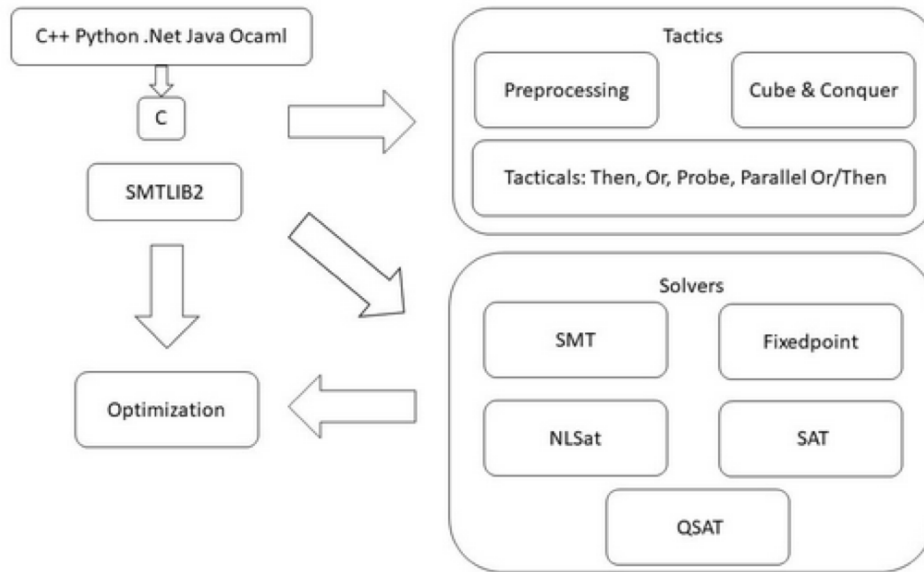 C++ Python .Net Java Ocaml
C
SMTLIB2
Optimization
Tactics
Preprocessing
Cube & Conquer
Tacticals: Then, Or, Probe, Parallel Or/Then
Solvers
SMT
Fixedpoint
NLSat
SAT
QSAT